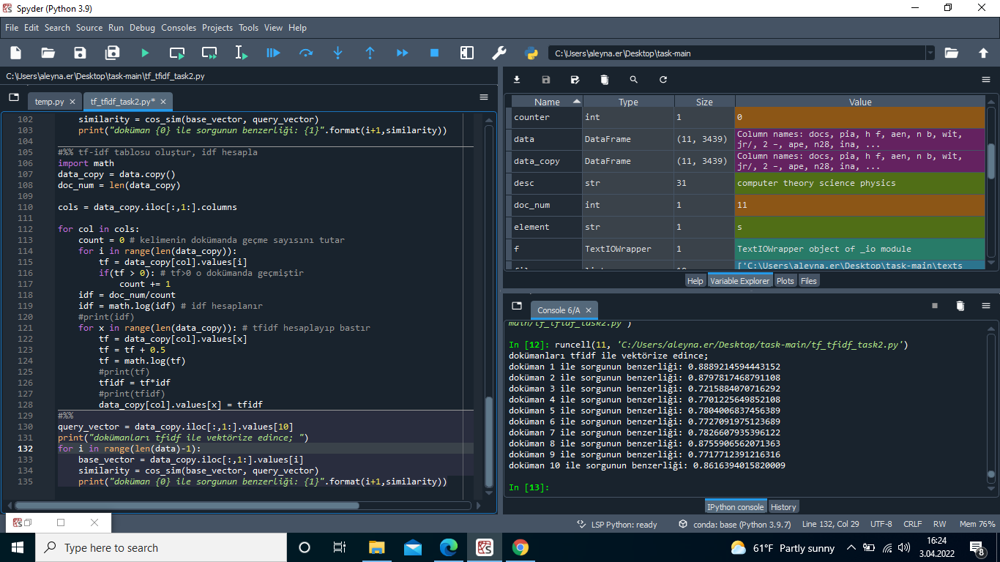 Spyder (Python 3.9)
File Edit Search Source Run Debug Consoles Projects Tools View Help
C:\Users\aleyna.er\Desktop\task-main
C:\Users\aleyna.er\Desktop\task-main\tf_tfidf_task2.py
temp.py
tf_tfidf_task2.py*
102 similarity = cos_sim(base_vector, query_vector)
103 print("doküman {0} ile sorgunun benzerliği: {1}".format(i+1,similarity))
104
105 #%% tf-idf tablosu oluştur, idf hesapla
106 import math
107 data_copy = data.copy()
108 doc_num = len(data_copy)
109
110 cols = data_copy.iloc[:,1:].columns
111
112 for col in cols:
113 count = 0 # kelimenin dokümanda geçme sayısını tutar
114 for i in range(len(data_copy)):
115 tf = data_copy[col].values[i]
116 if(tf > 0): # tf>0 o dokümanda geçmiştir
117 count += 1
118 idf = doc_num/count
119 idf = math.log(idf) # idf hesaplanır
120 #print(idf)
121 for x in range(len(data_copy)): # tfidf hesaplayıp bastır
122 tf = data_copy[col].values[x]
123 tf = tf + 0.5
124 tf = math.log(tf)
125 #print(tf)
126 tfidf = tf*idf
127 #print(tfidf)
128 data_copy[col].values[x] = tfidf
129 #%%
130 query_vector = data_copy.iloc[:,1:].values[10]
131 print("dokümanları tfidf ile vektörize edince; ")
132 for i in range(len(data)-1):
133 base_vector = data_copy.iloc[:,1:].values[i]
134 similarity = cos_sim(base_vector, query_vector)
135 print("doküman {0} ile sorgunun benzerliği: {1}".format(i+1,similarity))
Name Type Size Value
counter int 1 0
data DataFrame (11, 3439) Column names: docs, pia, h f, aen, n b, wit,
jr/, 2 –, ape, n28, ina, ...
data_copy DataFrame (11, 3439) Column names: docs, pia, h f, aen, n b, wit,
jr/, 2 –, ape, n28, ina, ...
desc str 31 computer theory science physics
doc_num int 1 11
element str 1 s
f TextIOWrapper 1 TextIOWrapper object of _io module
['C:\Users\aleyna.er\Desktop\task-main\texts
Help Variable Explorer Plots Files
Console 6/A
main/tf_tfidf_task2.py')
In [12]: runcell(11, 'C:/Users/aleyna.er/Desktop/task-main/tf_tfidf_task2.py')
dokümanları tfidf ile vektörize edince;
doküman 1 ile sorgunun benzerliği: 0.8889214594443152
doküman 2 ile sorgunun benzerliği: 0.8797817468791108
doküman 3 ile sorgunun benzerliği: 0.7215884070716292
doküman 4 ile sorgunun benzerliği: 0.7701225649852108
doküman 5 ile sorgunun benzerliği: 0.7804006837456389
doküman 6 ile sorgunun benzerliği: 0.7727091975123689
doküman 7 ile sorgunun benzerliği: 0.7826607935396122
doküman 8 ile sorgunun benzerliği: 0.8755906562071363
doküman 9 ile sorgunun benzerliği: 0.7717712391216316
doküman 10 ile sorgunun benzerliği: 0.8616394015820009
In [13]:
IPython console History
LSP Python: ready conda: base (Python 3.9.7) Line 132, Col 29 UTF-8 CRLF RW Mem 76%
Type here to search
61°F Partly sunny
16:24
3.04.2022
8